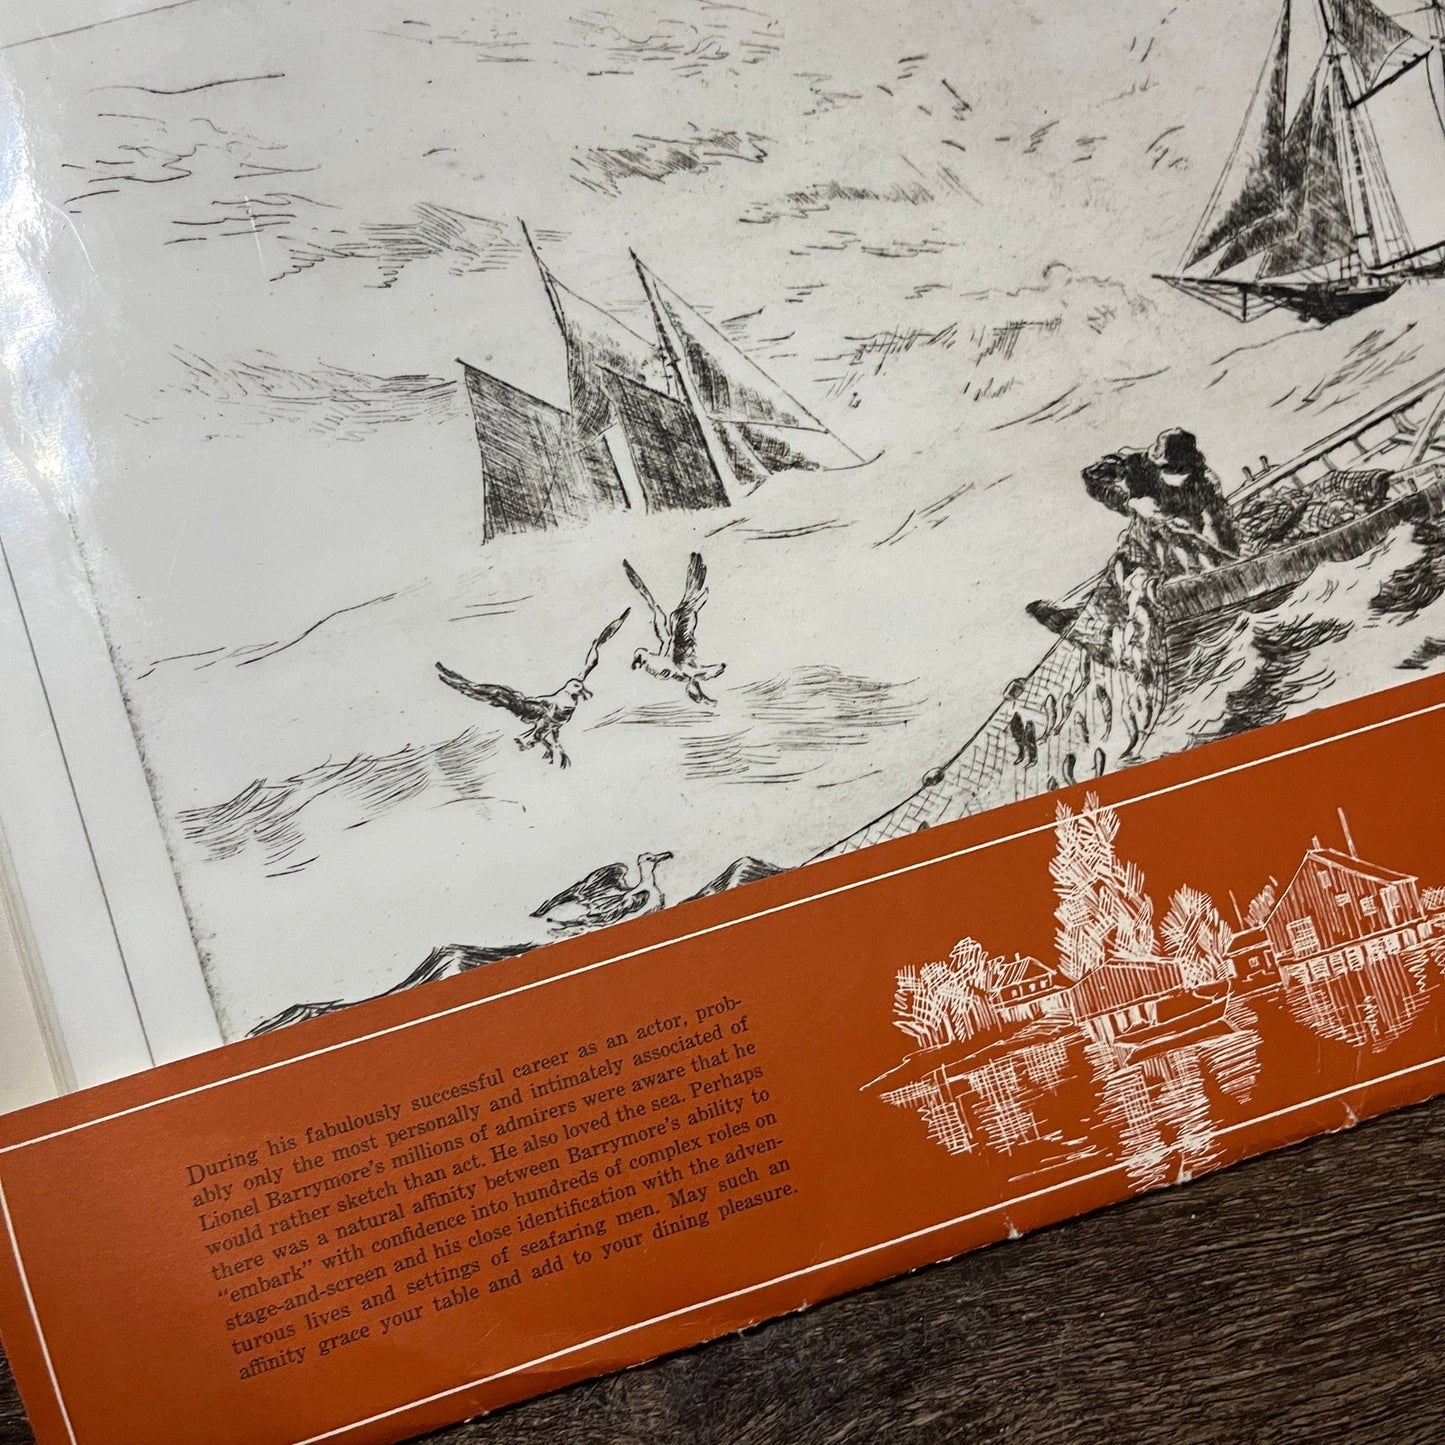 During his fabulously successful career as an actor, prob-
ably only the most personally and intimately associated of
Lionel Barrymore's millions of admirers were aware that he
would rather sketch than act. He also loved the sea. Perhaps
there was a natural affinity between Barrymore's ability to
“embark” with confidence into hundreds of complex roles on
stage-and-screen and his close identification with the adven-
turous lives and settings of seafaring men. May such an
affinity grace your table and add to your dining pleasure.